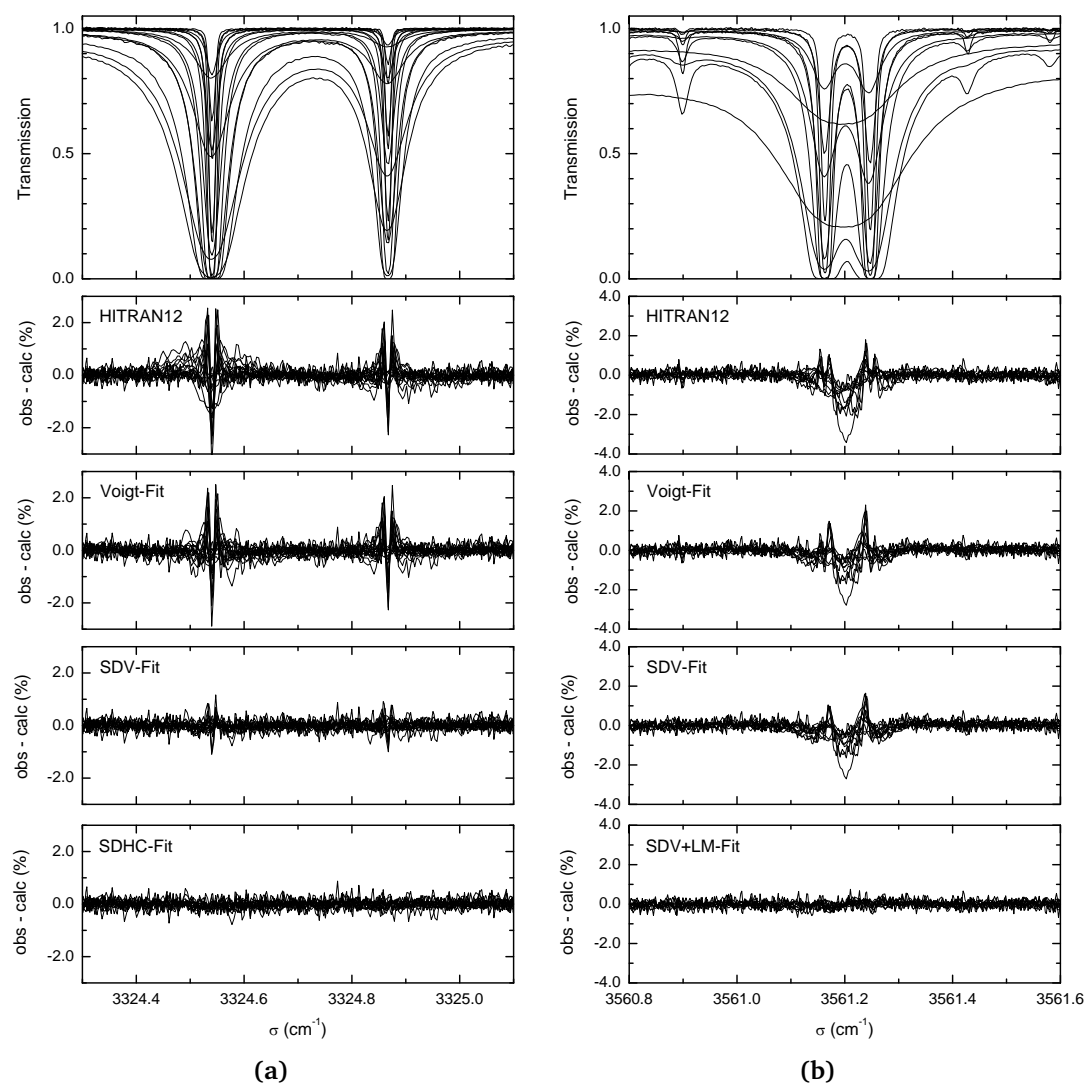 1.0
0.5
0.0
Transmission
HITRAN12
2.0
0.0
-2.0
obs - calc (%)
Voigt-Fit
2.0
0.0
-2.0
obs - calc (%)
SDV-Fit
2.0
0.0
-2.0
obs - calc (%)
SDHC-Fit
2.0
0.0
-2.0
obs - calc (%)
3324.4 3324.6 3324.8 3325.0
σ (cm⁻¹)
(a)
1.0
0.5
0.0
Transmission
HITRAN12
4.0
2.0
0.0
-2.0
-4.0
obs - calc (%)
Voigt-Fit
4.0
2.0
0.0
-2.0
-4.0
obs - calc (%)
SDV-Fit
4.0
2.0
0.0
-2.0
-4.0
obs - calc (%)
SDV+LM-Fit
4.0
2.0
0.0
-2.0
-4.0
obs - calc (%)
3560.8 3561.0 3561.2 3561.4 3561.6
σ (cm⁻¹)
(b)